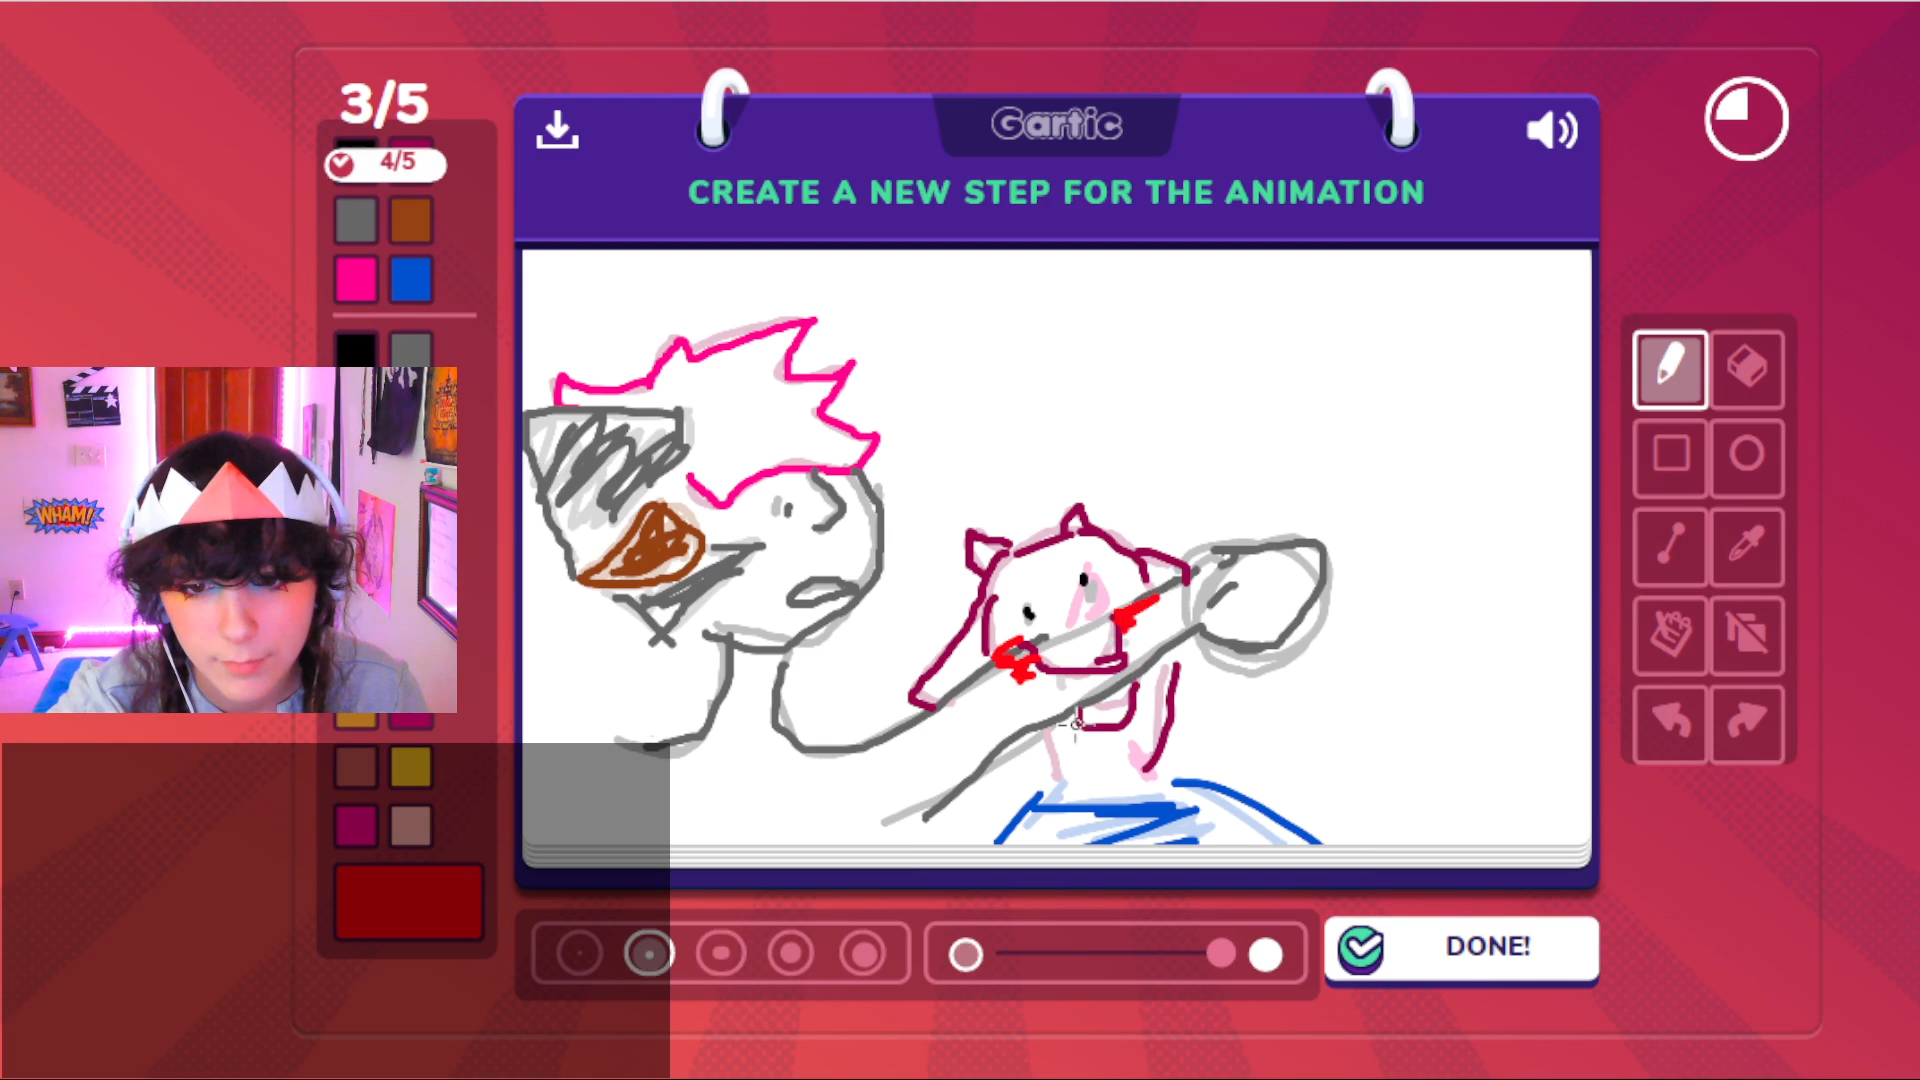 3/5
4/5
Gartic
CREATE A NEW STEP FOR THE ANIMATION
WHAM!
DONE!